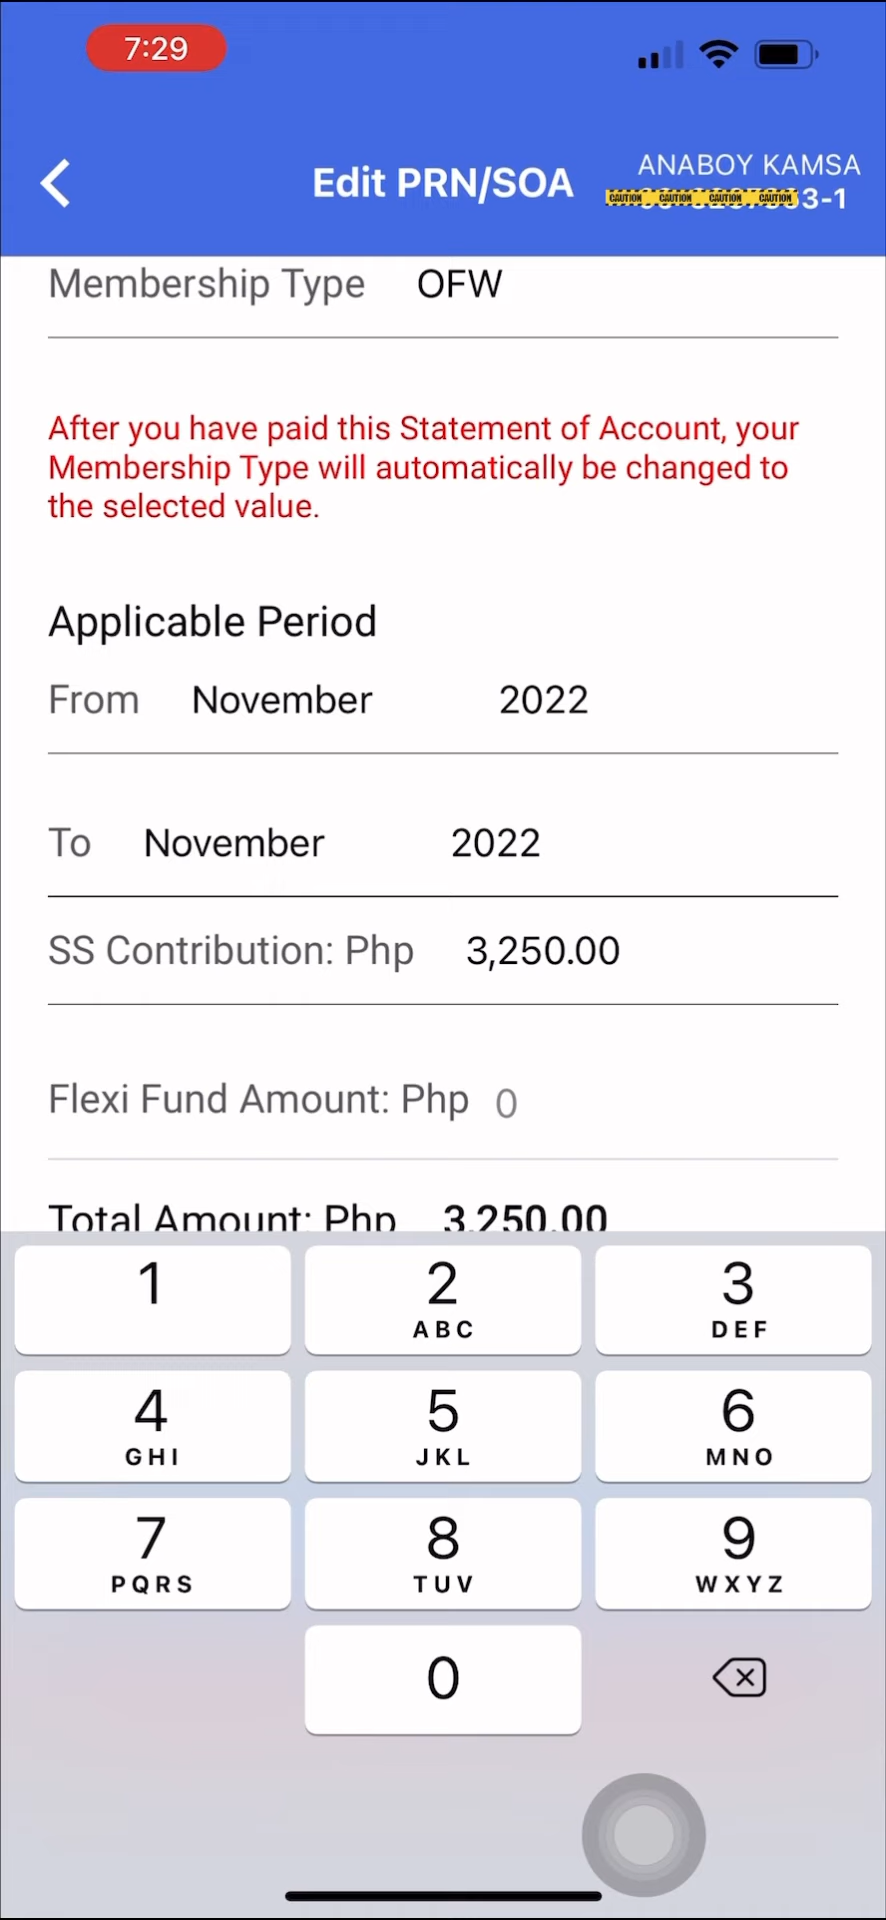 7:29
Edit PRN/SOA
ANABOY KAMSA
CAUTION CAUTION CAUTION CAUTION 3-1
Membership Type OFW
After you have paid this Statement of Account, your
Membership Type will automatically be changed to
the selected value.
Applicable Period
From November 2022
To November 2022
SS Contribution: Php 3,250.00
Flexi Fund Amount: Php 0
Total Amount: Php 3,250.00
1 2 3
ABC DEF
4 5 6
GHI JKL MNO
7 8 9
PQRS TUV WXYZ
0